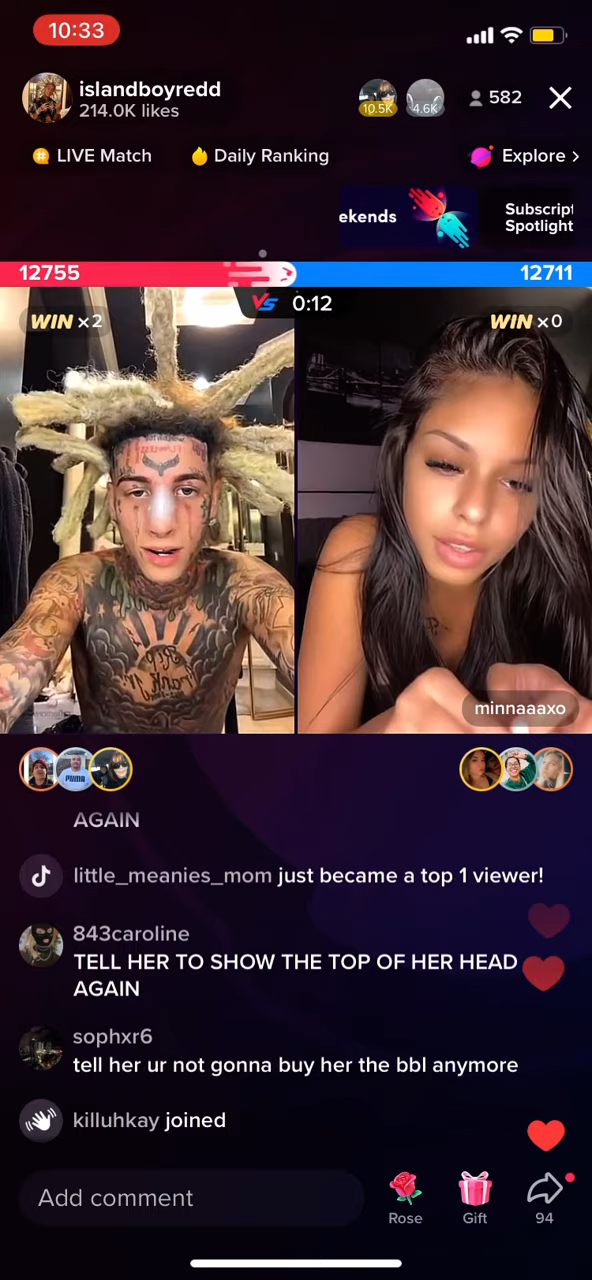 10:33
islandboyredd
214.0K likes
10.5K
4.6K
582
LIVE Match
Daily Ranking
Explore >
ekends
Subscript
Spotlight
12755
12711
WIN x2
VS 0:12
WIN x0
minnaaaxo
PUMA
AGAIN
little_meanies_mom just became a top 1 viewer!
843caroline
TELL HER TO SHOW THE TOP OF HER HEAD
AGAIN
sophxr6
tell her ur not gonna buy her the bbl anymore
killuhkay joined
Add comment
Rose
Gift
94